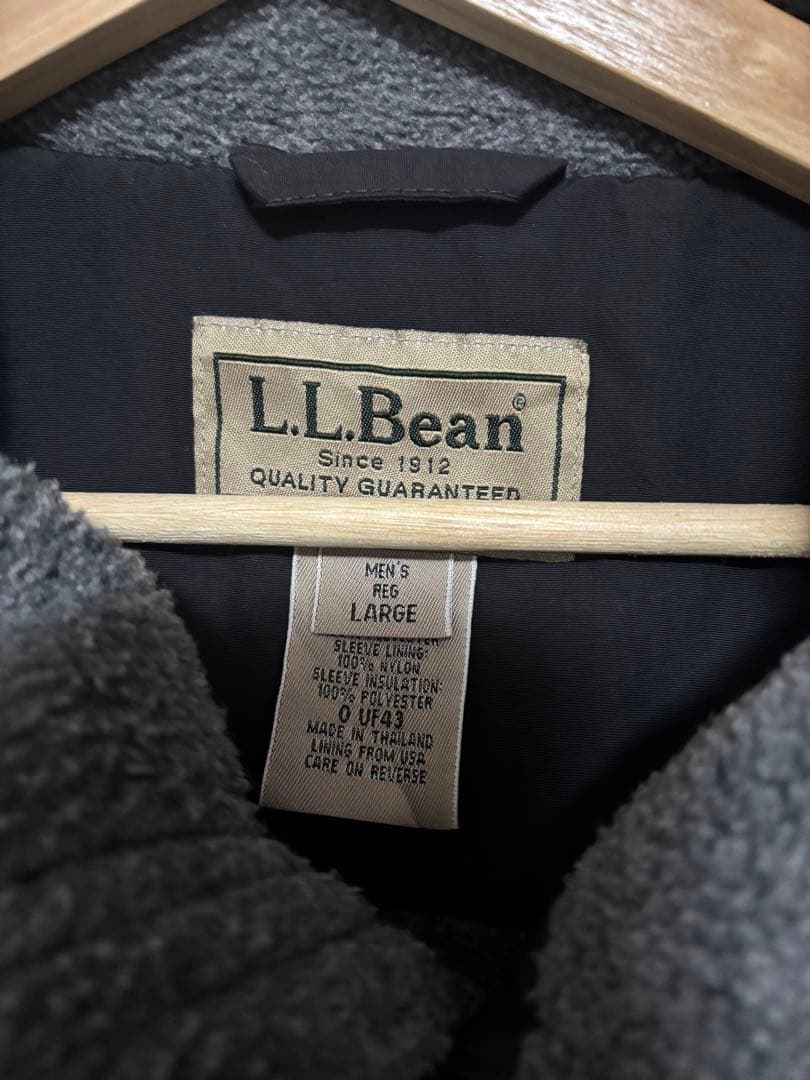 L.L.Bean®
Since 1912
QUALITY GUARANTEED
MEN'S
REG
LARGE
SLEEVE LINING:
100% NYLON
SLEEVE INSULATION:
100% POLYESTER
0 UF43
MADE IN THAILAND
LINING FROM USA
CARE ON REVERSE